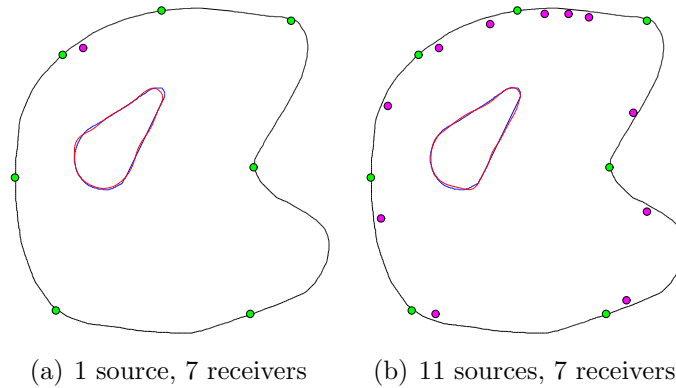 (a) 1 source, 7 receivers
(b) 11 sources, 7 receivers